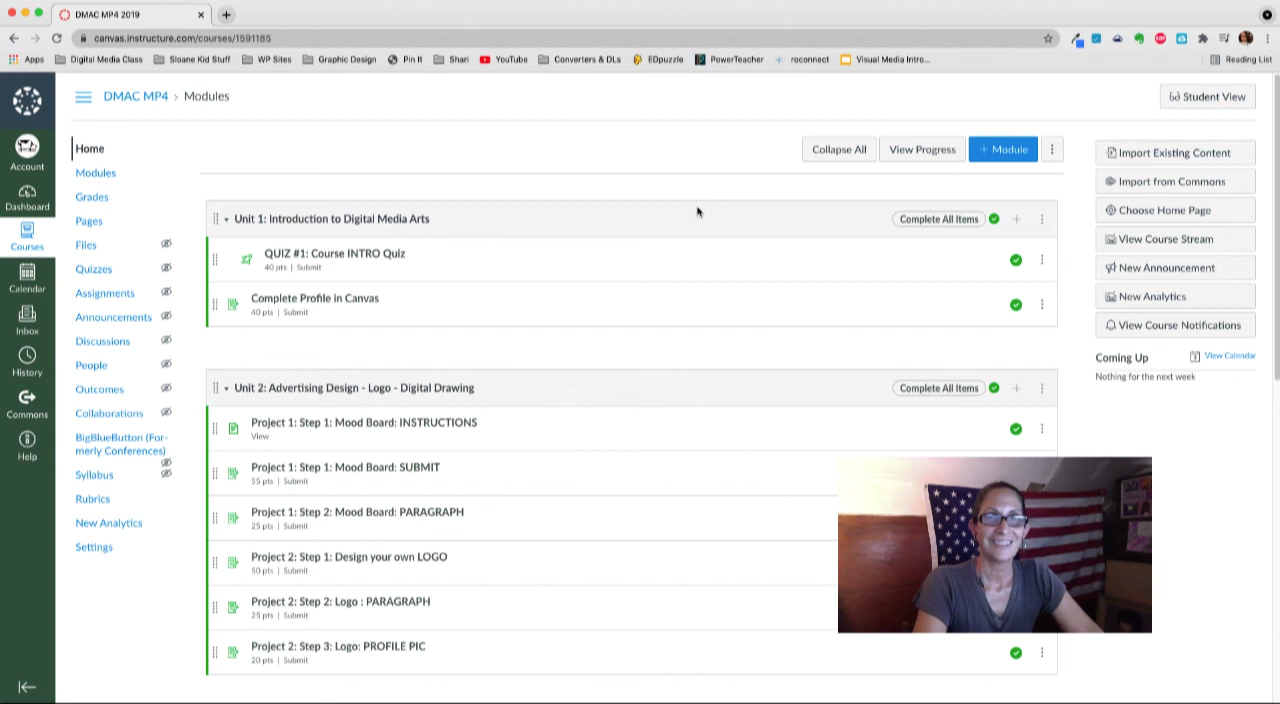 DMAC MP4 2019
canvas.instructure.com/courses/1591185
Apps Digital Media Class Sloane Kid Stuff WP Sites Graphic Design Pin It Shari YouTube Converters & DLs EDpuzzle PowerTeacher reconnect Visual Media Intro... Reading List
DMAC MP4 › Modules
Student View
Account
Dashboard
Courses
Calendar
Inbox
History
Commons
Help
Home
Modules
Grades
Pages
Files
Quizzes
Assignments
Announcements
Discussions
People
Outcomes
Collaborations
BigBlueButton (For-
merly Conferences)
Syllabus
Rubrics
New Analytics
Settings
Collapse All View Progress + Module
Unit 1: Introduction to Digital Media Arts
Complete All Items
QUIZ #1: Course INTRO Quiz
40 pts | Submit
Complete Profile in Canvas
40 pts | Submit
Unit 2: Advertising Design - Logo - Digital Drawing
Complete All Items
Project 1: Step 1: Mood Board: INSTRUCTIONS
View
Project 1: Step 1: Mood Board: SUBMIT
55 pts | Submit
Project 1: Step 2: Mood Board: PARAGRAPH
25 pts | Submit
Project 2: Step 1: Design your own LOGO
50 pts | Submit
Project 2: Step 2: Logo : PARAGRAPH
25 pts | Submit
Project 2: Step 3: Logo: PROFILE PIC
20 pts | Submit
Import Existing Content
Import from Commons
Choose Home Page
View Course Stream
New Announcement
New Analytics
View Course Notifications
Coming Up
View Calendar
Nothing for the next week